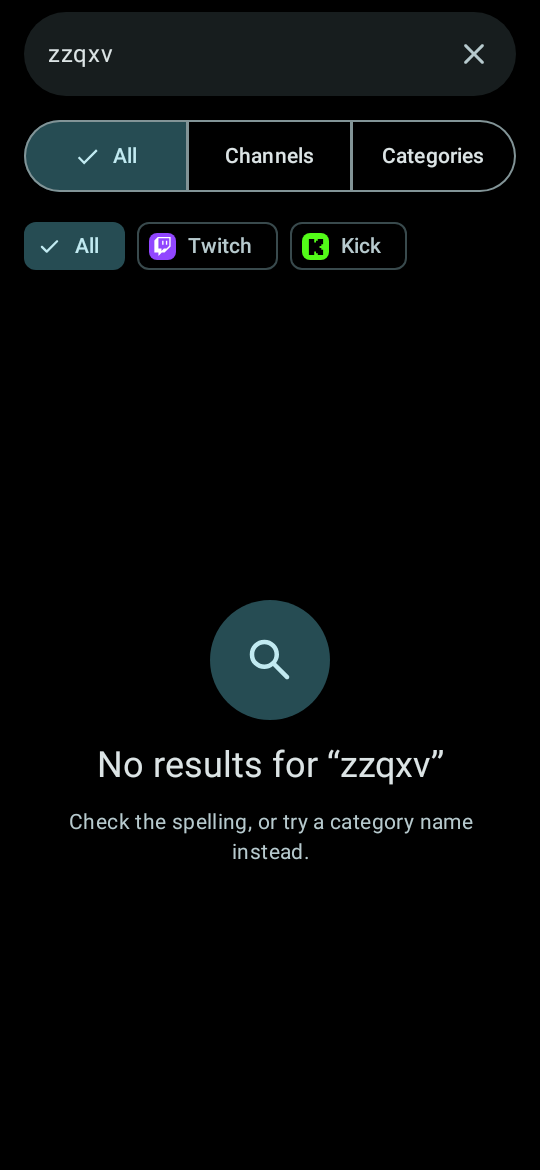 zzqxv
All
Channels
Categories
All
Twitch
Kick
No results for “zzqxv”
Check the spelling, or try a category name
instead.